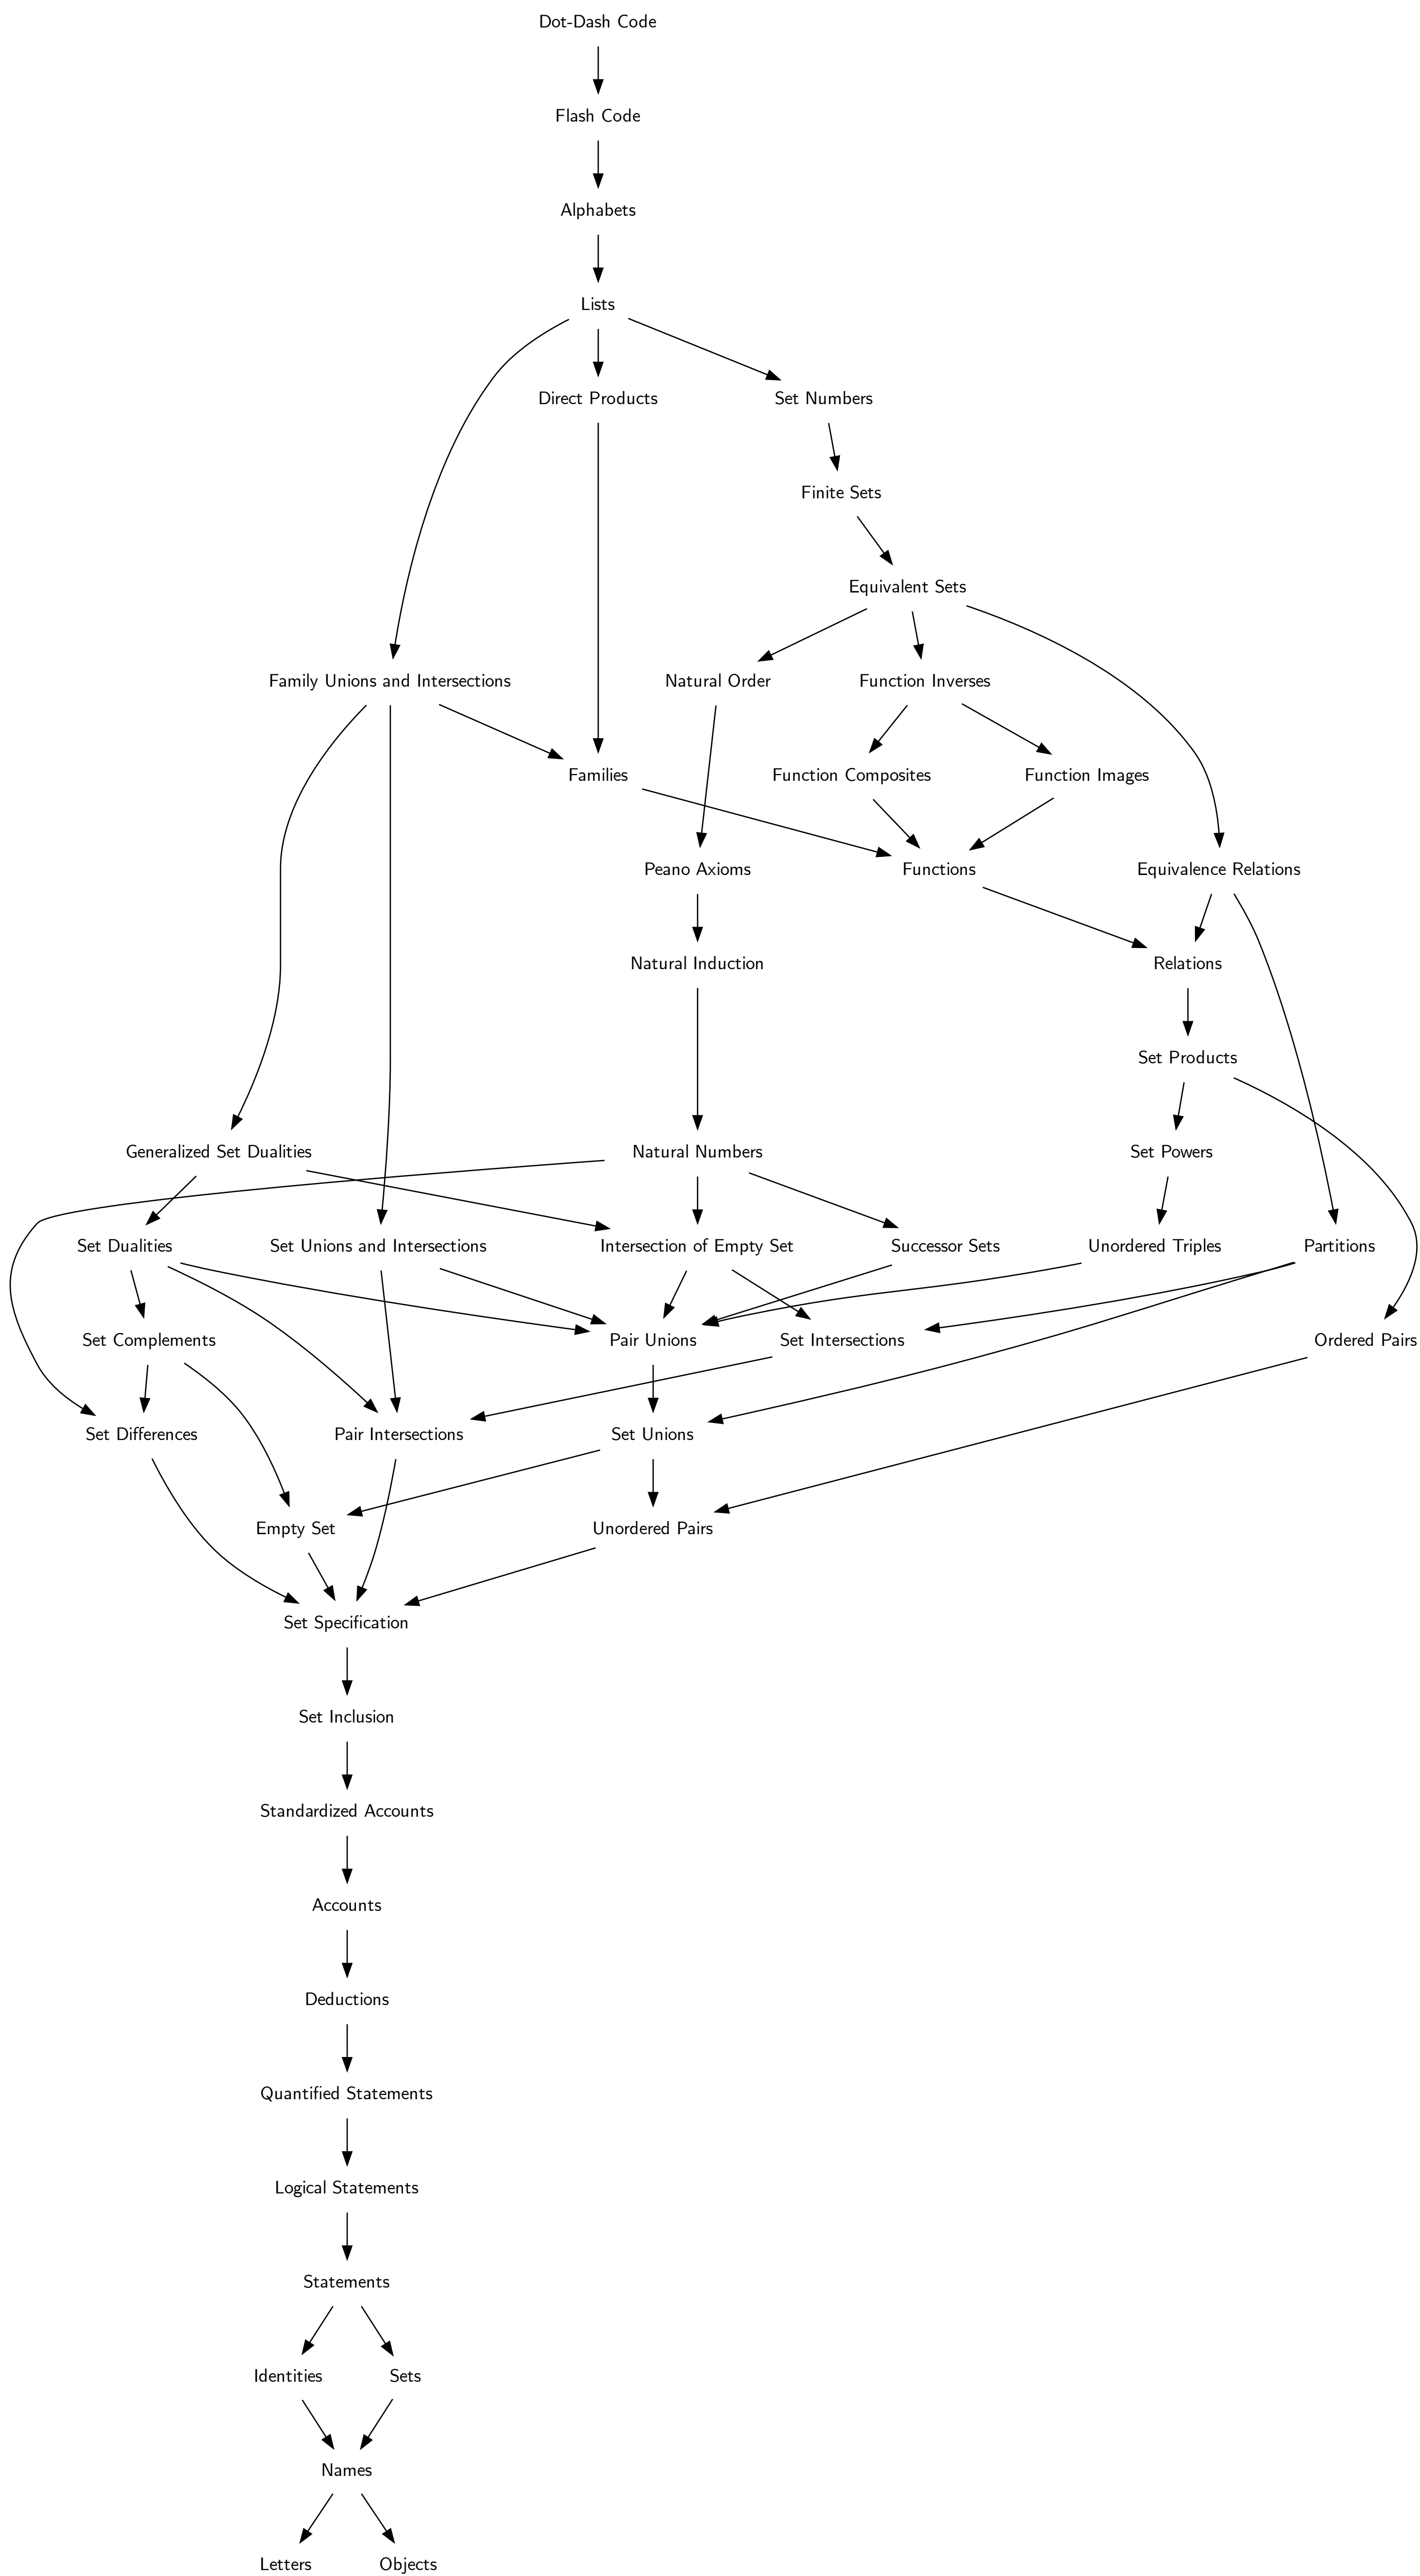 Dot-Dash Code
Flash Code
Alphabets
Lists
Direct Products
Set Numbers
Finite Sets
Equivalent Sets
Family Unions and Intersections
Natural Order
Function Inverses
Families
Function Composites
Function Images
Peano Axioms
Functions
Equivalence Relations
Natural Induction
Relations
Set Products
Generalized Set Dualities
Natural Numbers
Set Powers
Set Dualities
Set Unions and Intersections
Intersection of Empty Set
Successor Sets
Unordered Triples
Partitions
Set Complements
Pair Unions
Set Intersections
Ordered Pairs
Set Differences
Pair Intersections
Set Unions
Empty Set
Unordered Pairs
Set Specification
Set Inclusion
Standardized Accounts
Accounts
Deductions
Quantified Statements
Logical Statements
Statements
Identities
Sets
Names
Letters
Objects